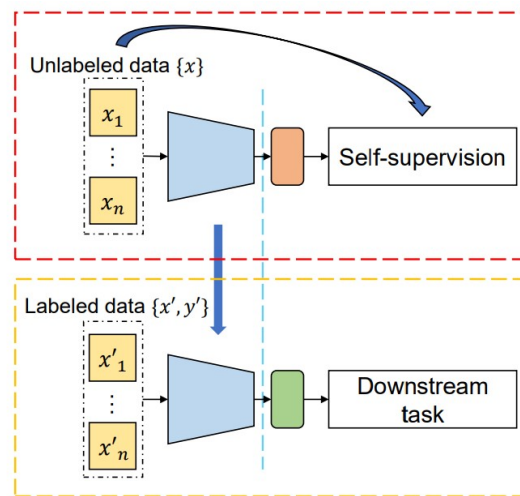 Unlabeled data {x}
x₁
⋮
xₙ
Self-supervision
Labeled data {x′, y′}
x′₁
⋮
x′ₙ
Downstream
task